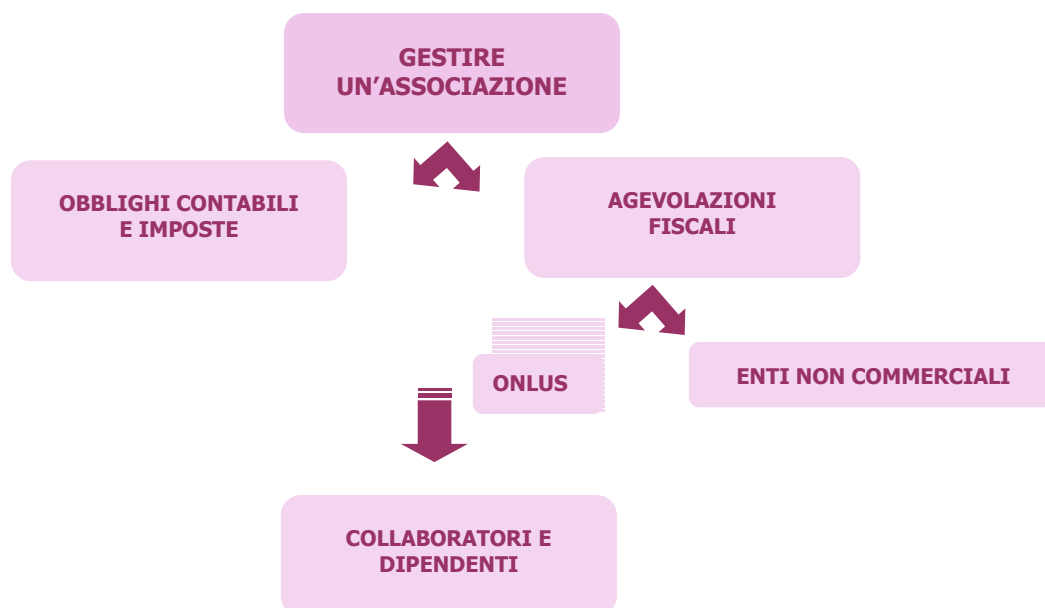 GESTIRE
UN’ASSOCIAZIONE
OBBLIGHI CONTABILI
E IMPOSTE
AGEVOLAZIONI
FISCALI
ONLUS
ENTI NON COMMERCIALI
COLLABORATORI E
DIPENDENTI